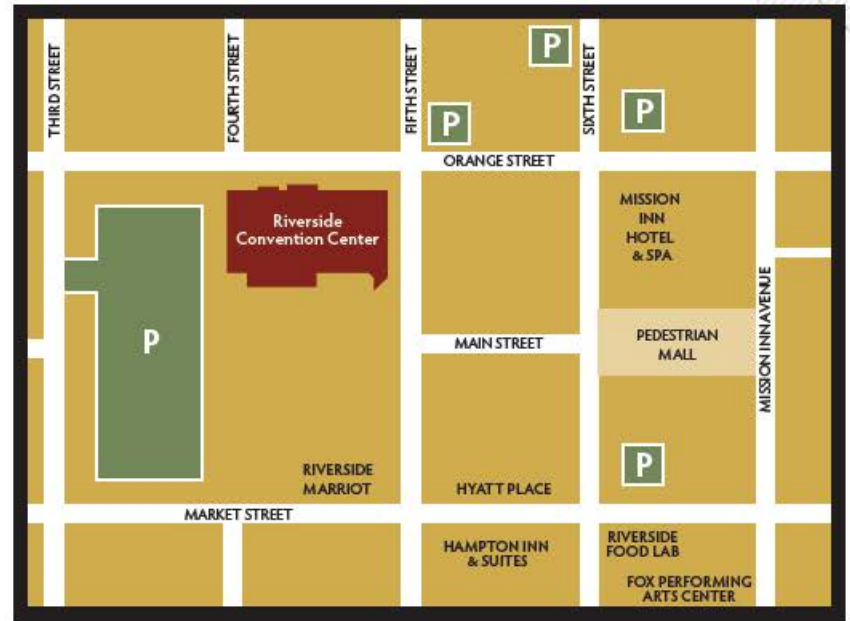 THIRD STREET
FOURTH STREET
FIFTH STREET
P
SIXTH STREET
P
P
ORANGE STREET
Riverside
Convention Center
MISSION
INN
HOTEL
& SPA
P
MAIN STREET
PEDESTRIAN
MALL
MISSION INN AVENUE
RIVERSIDE
MARRIOT
HYATT PLACE
P
MARKET STREET
HAMPTON INN
& SUITES
RIVERSIDE
FOOD LAB
FOX PERFORMING
ARTS CENTER